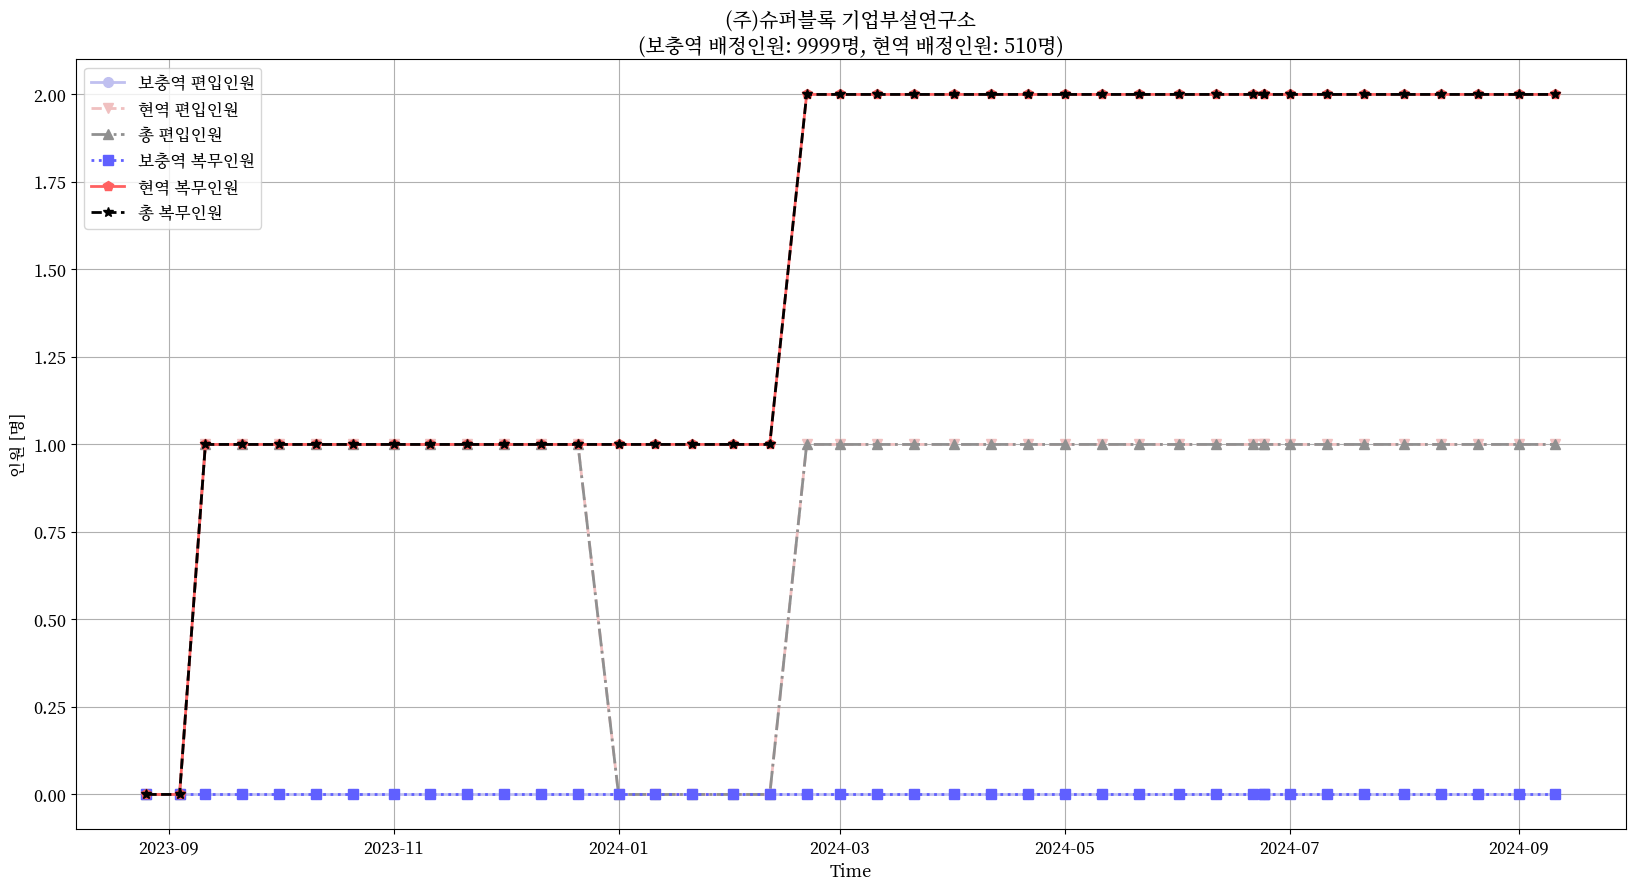 (주)슈퍼블록 기업부설연구소
(보충역 배정인원: 9999명, 현역 배정인원: 510명)
보충역 편입인원
현역 편입인원
총 편입인원
보충역 복무인원
현역 복무인원
총 복무인원
2.00
1.75
1.50
1.25
1.00
0.75
0.50
0.25
0.00
인원 [명]
2023-09
2023-11
2024-01
2024-03
2024-05
2024-07
2024-09
Time